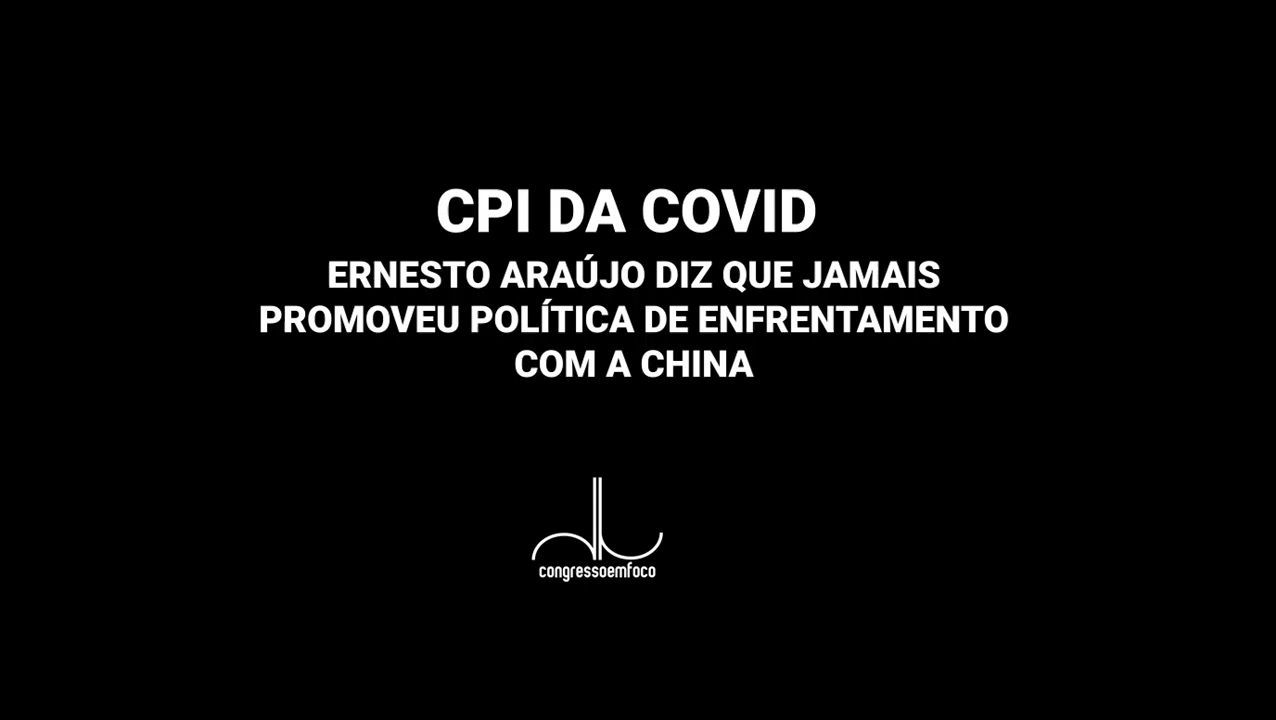 CPI DA COVID
ERNESTO ARAÚJO DIZ QUE JAMAIS
PROMOVEU POLÍTICA DE ENFRENTAMENTO
COM A CHINA
congressoemfoco